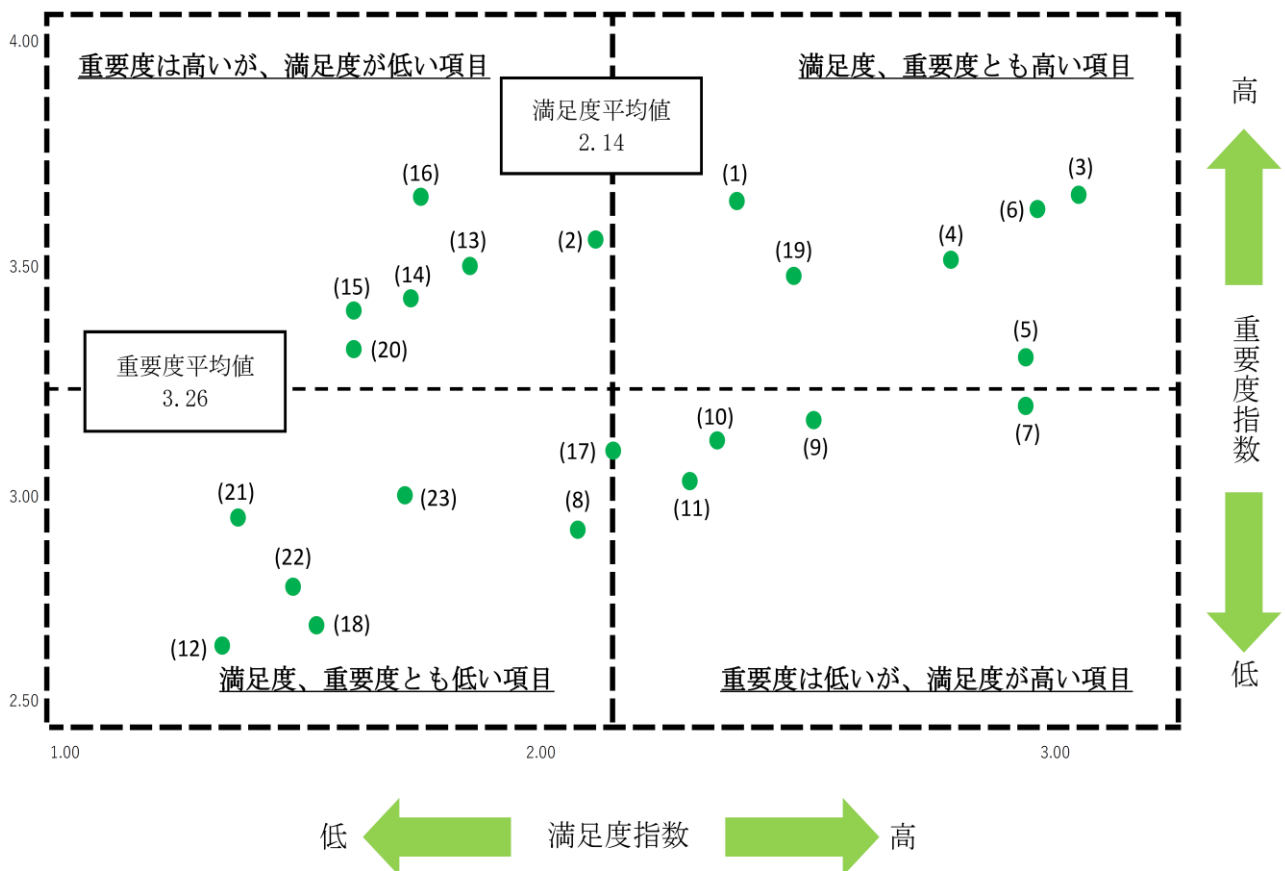 4.00
重要度は高いが、満足度が低い項目
満足度、重要度とも高い項目
高
満足度平均値
2.14
(16)
(1)
(3)
(6)
(13)
(2)
(19)
(4)
3.50
(15)
(14)
(5)
(20)
重要度指数
重要度平均値
3.26
(10)
(7)
(17)
(9)
3.00
(21)
(23)
(8)
(11)
(22)
(12)
(18)
満足度、重要度とも低い項目
重要度は低いが、満足度が高い項目
低
2.50
1.00
2.00
3.00
低
満足度指数
高